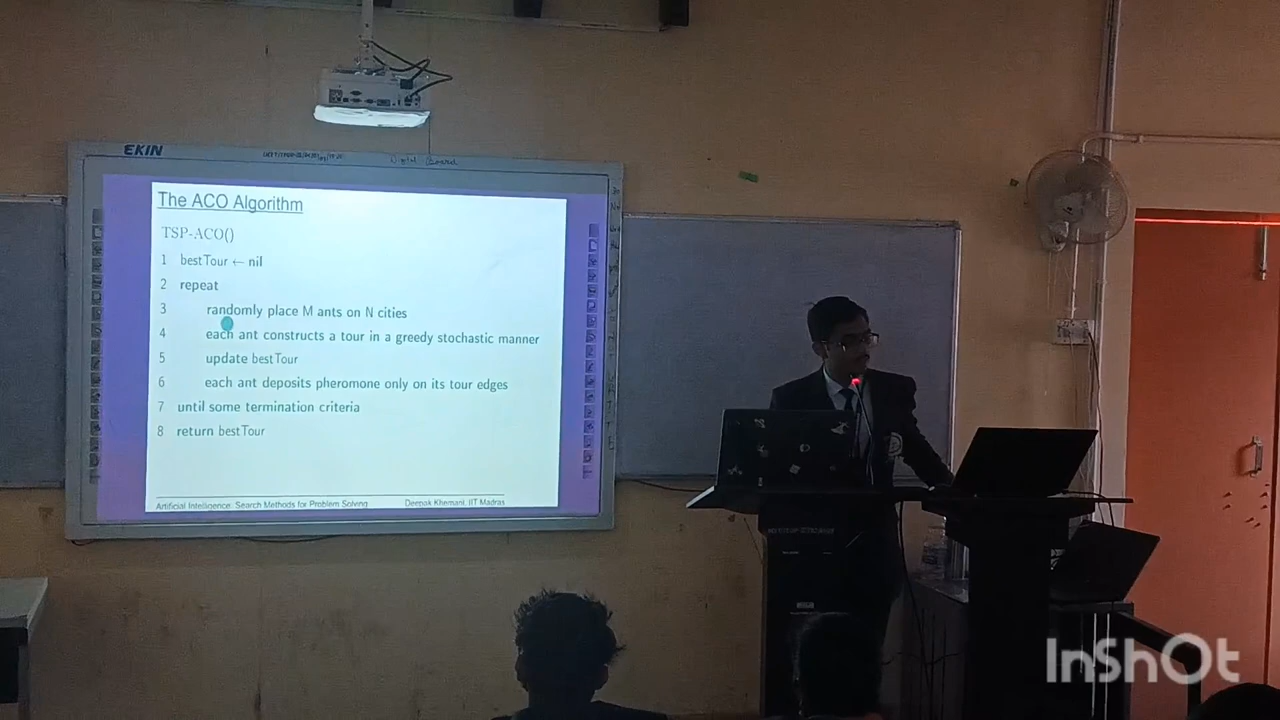 EKIN
The ACO Algorithm
TSP-ACO()
1 bestTour ← nil
2 repeat
3 randomly place M ants on N cities
4 each ant constructs a tour in a greedy stochastic manner
5 update bestTour
6 each ant deposits pheromone only on its tour edges
7 until some termination criteria
8 return bestTour
Artificial Intelligence: Search Methods for Problem Solving Deepak Khemani, IIT Madras
InShOt